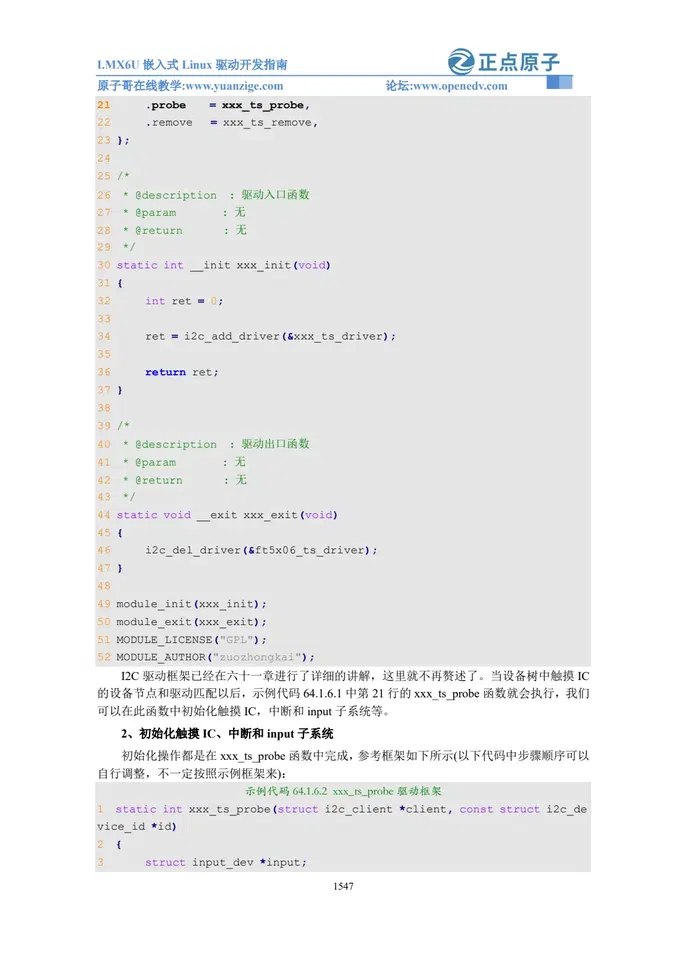 I.MX6U 嵌入式 Linux 驱动开发指南
正点原子
原子哥在线教学:www.yuanzige.com 论坛:www.openedv.com
21 .probe = xxx_ts_probe,
22 .remove = xxx_ts_remove,
23 };
24
25 /*
26 * @description : 驱动入口函数
27 * @param : 无
28 * @return : 无
29 */
30 static int __init xxx_init(void)
31 {
32 int ret = 0;
33
34 ret = i2c_add_driver(&xxx_ts_driver);
35
36 return ret;
37 }
38
39 /*
40 * @description : 驱动出口函数
41 * @param : 无
42 * @return : 无
43 */
44 static void __exit xxx_exit(void)
45 {
46 i2c_del_driver(&ft5x06_ts_driver);
47 }
48
49 module_init(xxx_init);
50 module_exit(xxx_exit);
51 MODULE_LICENSE("GPL");
52 MODULE_AUTHOR("zuozhongkai");
I2C 驱动框架已经在六十一章进行了详细的讲解，这里就不再赘述了。当设备树中触摸 IC
的设备节点和驱动匹配以后，示例代码 64.1.6.1 中第 21 行的 xxx_ts_probe 函数就会执行，我们
可以在此函数中初始化触摸 IC，中断和 input 子系统等。
2、初始化触摸 IC、中断和 input 子系统
初始化操作都是在 xxx_ts_probe 函数中完成，参考框架如下所示(以下代码中步骤顺序可以
自行调整，不一定按照示例框架来):
示例代码 64.1.6.2 xxx_ts_probe 驱动框架
1 static int xxx_ts_probe(struct i2c_client *client, const struct i2c_de
vice_id *id)
2 {
3 struct input_dev *input;
1547